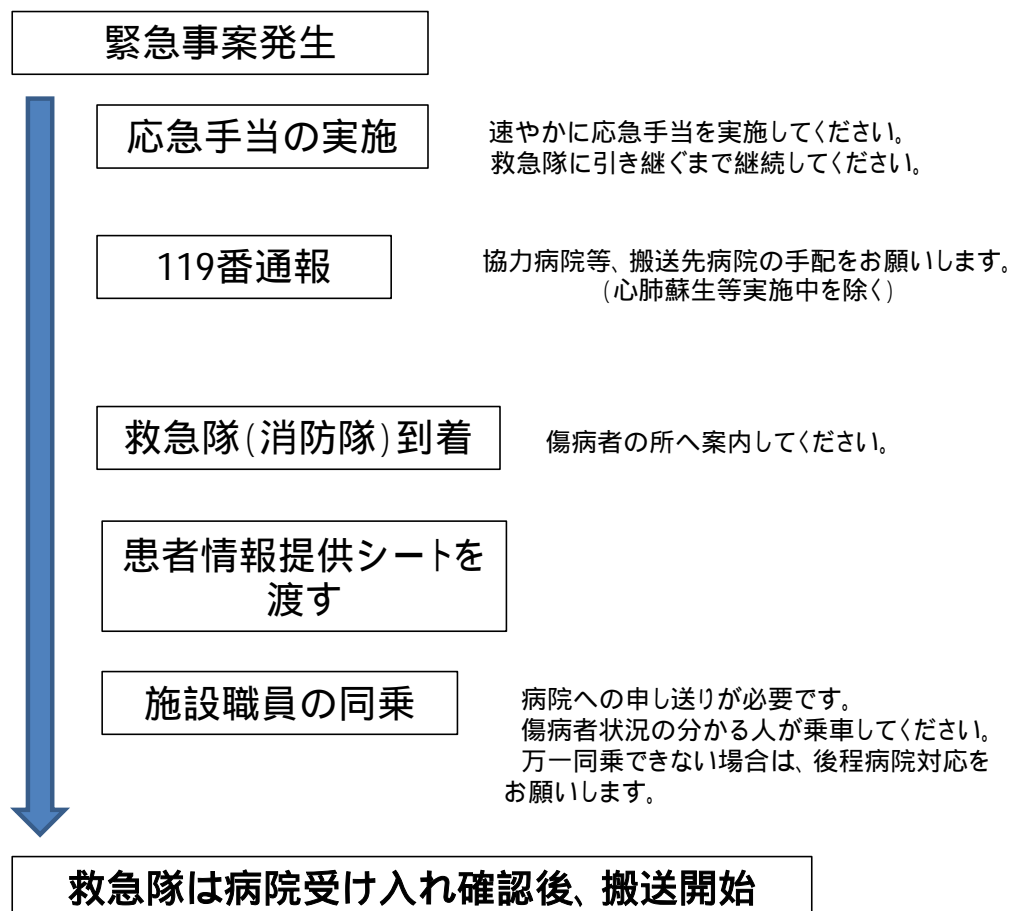 緊急事案発生
応急手当の実施
速やかに応急手当を実施してください。
救急隊に引き継ぐまで継続してください。
119番通報
協力病院等、搬送先病院の手配をお願いします。
(心肺蘇生等実施中を除く)
救急隊(消防隊)到着
傷病者の所へ案内してください。
患者情報提供シートを
渡す
施設職員の同乗
病院への申し送りが必要です。
傷病者状況の分かる人が乗車してください。
万一同乗できない場合は、後程病院対応を
お願いします。
救急隊は病院受け入れ確認後、搬送開始